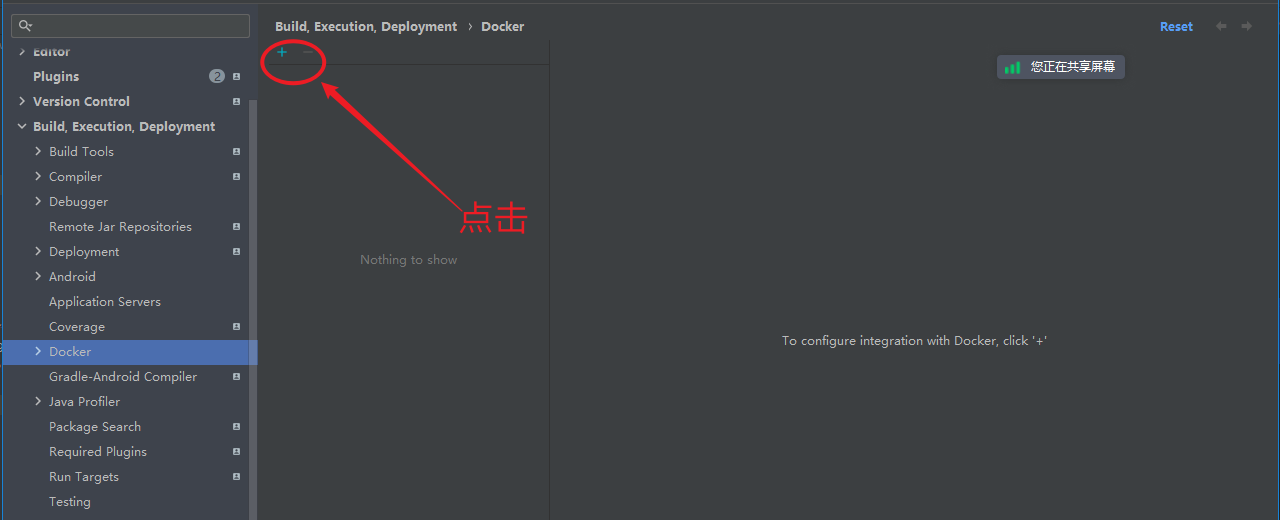 Build, Execution, Deployment › Docker
Reset
Editor
+ −
您正在共享屏幕
Plugins
2
Version Control
Build, Execution, Deployment
Build Tools
Compiler
Debugger
点击
Remote Jar Repositories
Deployment
Nothing to show
Android
Application Servers
Coverage
To configure integration with Docker, click '+'
Docker
Gradle-Android Compiler
Java Profiler
Package Search
Required Plugins
Run Targets
Testing